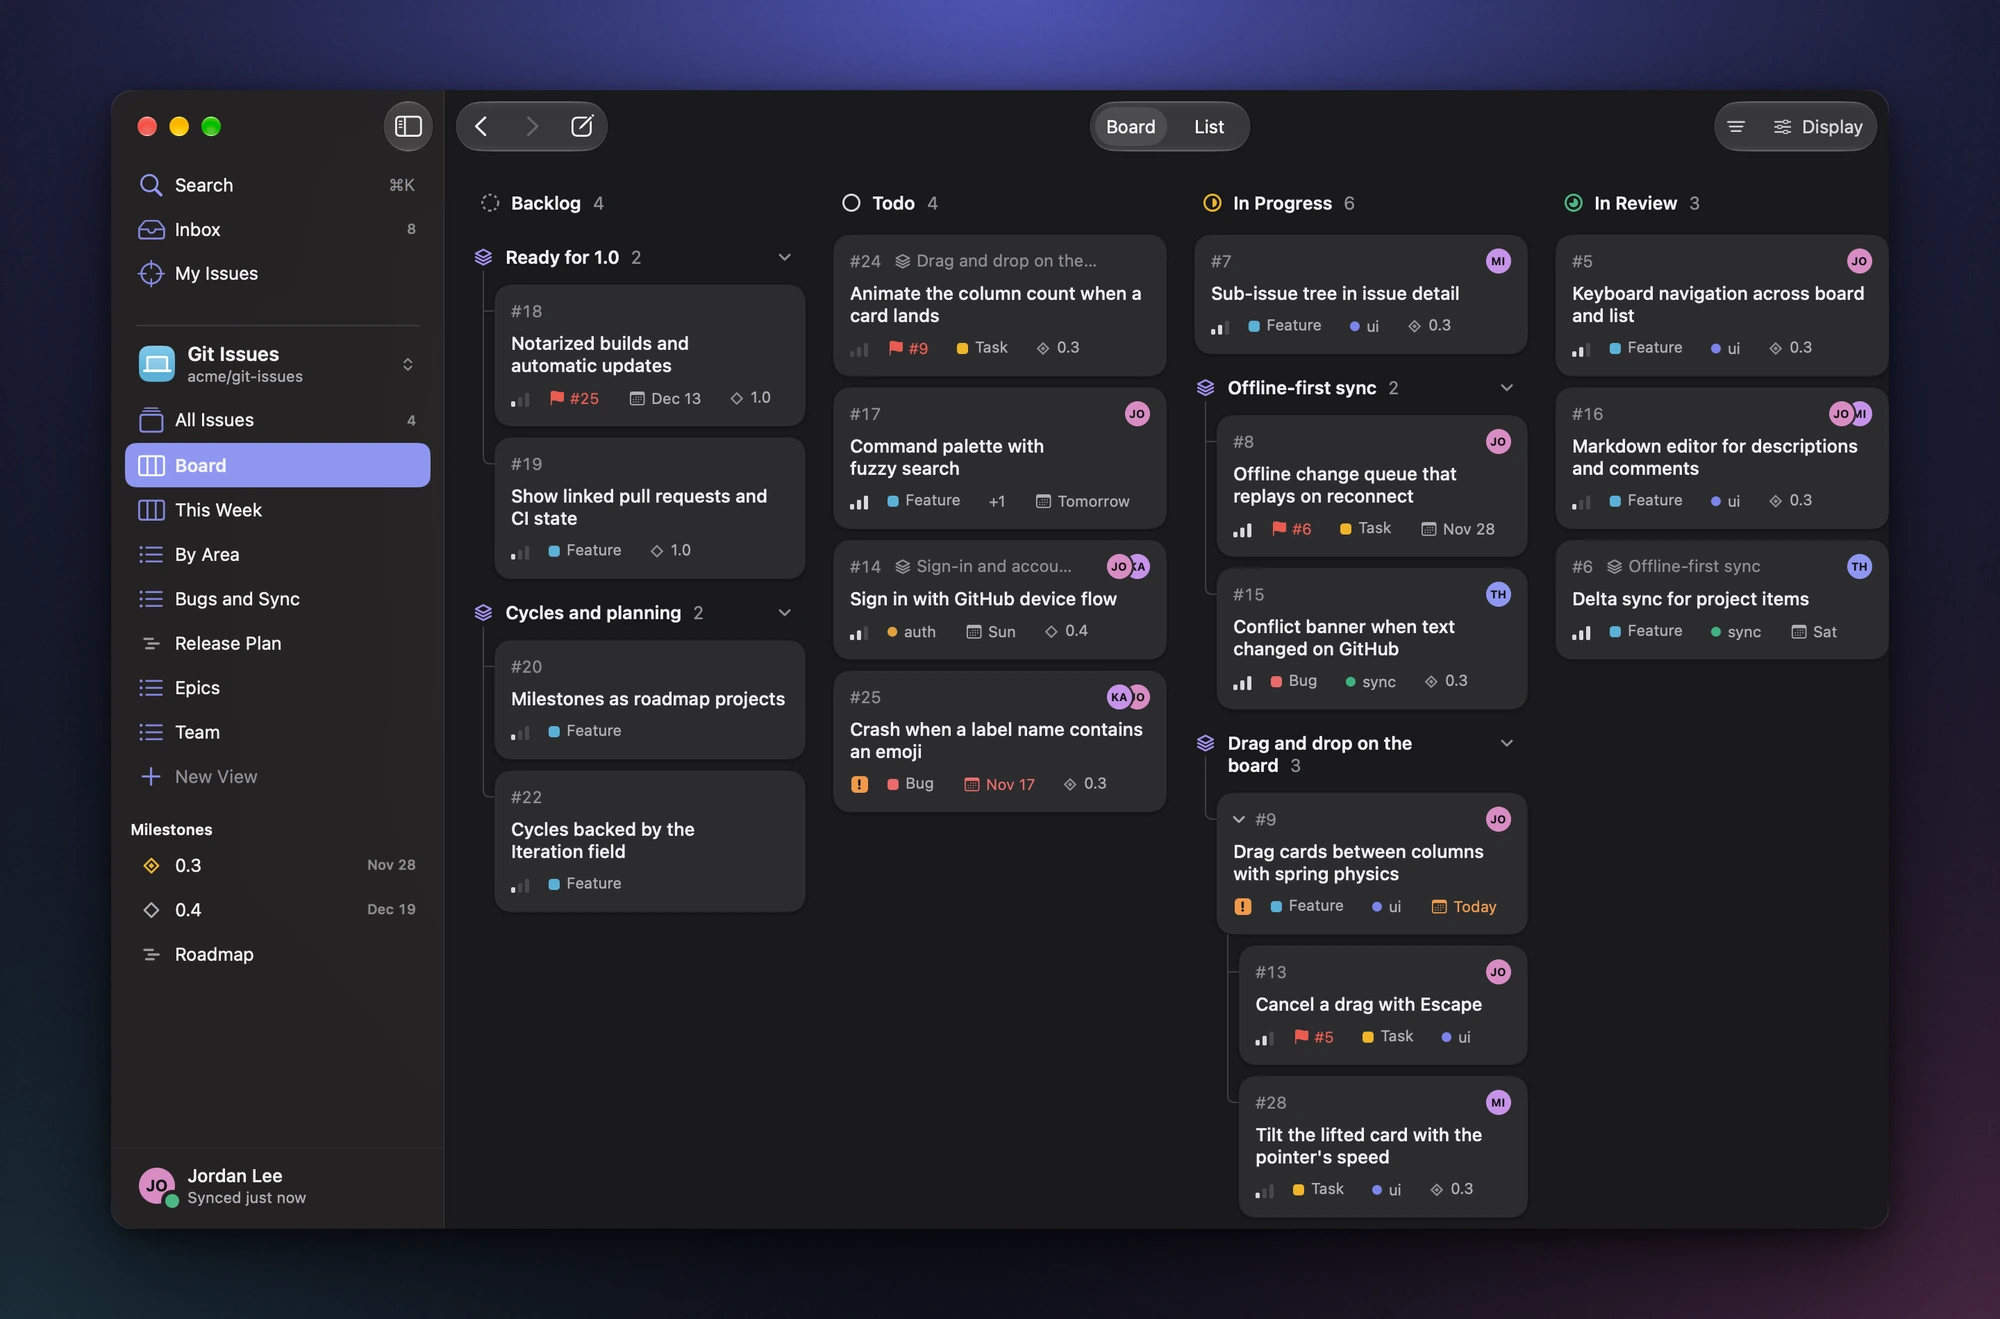 Search ⌘K
Inbox 8
My Issues
Git Issues
acme/git-issues
All Issues 4
Board
This Week
By Area
Bugs and Sync
Release Plan
Epics
Team
New View
Milestones
0.3 Nov 28
0.4 Dec 19
Roadmap
JO
Jordan Lee
Synced just now
Board List
Display
Backlog 4
Ready for 1.0 2
#18
Notarized builds and
automatic updates
#25 Dec 13 1.0
#19
Show linked pull requests and
CI state
Feature 1.0
Cycles and planning 2
#20
Milestones as roadmap projects
Feature
#22
Cycles backed by the
Iteration field
Feature
Todo 4
#24 Drag and drop on the...
Animate the column count when a
card lands
#9 Task 0.3
#17 JO
Command palette with
fuzzy search
Feature +1 Tomorrow
#14 Sign-in and accou... JO KA
Sign in with GitHub device flow
auth Sun 0.4
#25 KA JO
Crash when a label name contains
an emoji
! Bug Nov 17 0.3
In Progress 6
#7 MI
Sub-issue tree in issue detail
Feature ui 0.3
Offline-first sync 2
#8 JO
Offline change queue that
replays on reconnect
#6 Task Nov 28
#15 TH
Conflict banner when text
changed on GitHub
Bug sync 0.3
Drag and drop on the
board 3
#9 JO
Drag cards between columns
with spring physics
! Feature ui Today
#13 JO
Cancel a drag with Escape
#5 Task ui
#28 MI
Tilt the lifted card with the
pointer's speed
Task ui 0.3
In Review 3
#5 JO
Keyboard navigation across board
and list
Feature ui 0.3
#16 JO MI
Markdown editor for descriptions
and comments
Feature ui 0.3
#6 Offline-first sync TH
Delta sync for project items
Feature sync Sat